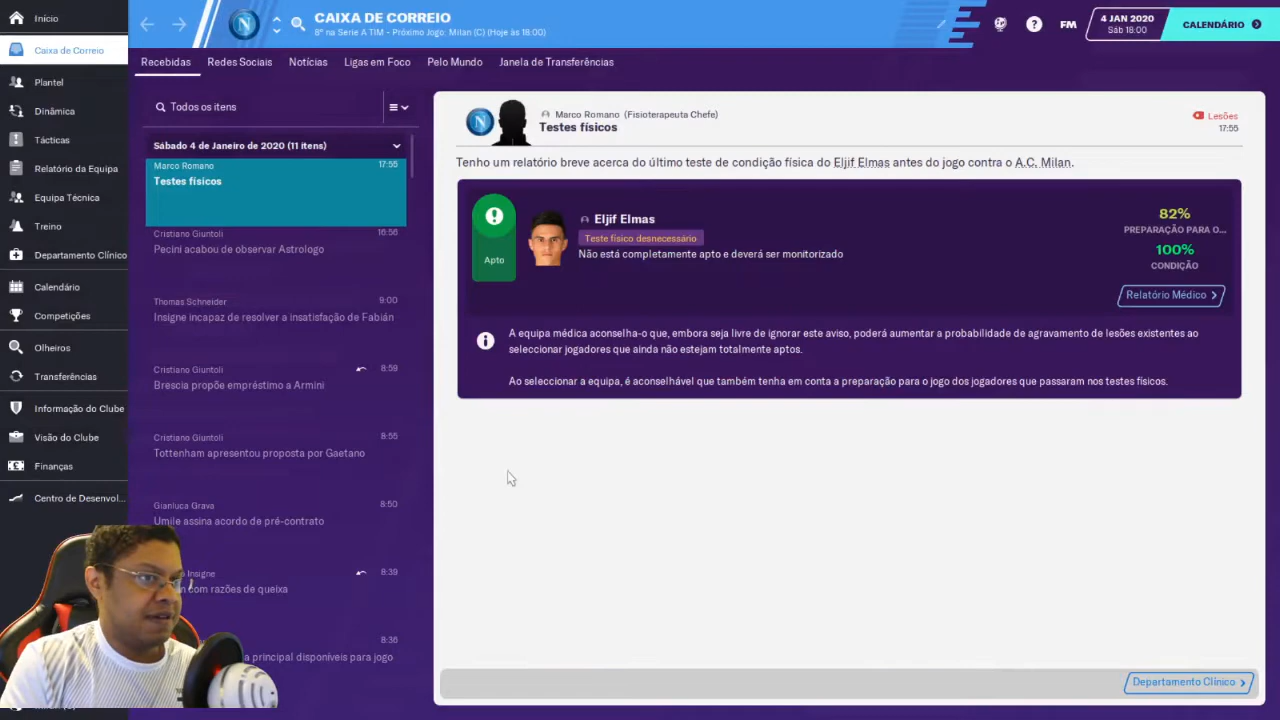 CAIXA DE CORREIO
8º na Serie A TIM - Próximo Jogo: Milan (C) (Hoje às 18:00)
FM
4 JAN 2020
Sáb 18:00
CALENDÁRIO
Início
Caixa de Correio
Plantel
Dinâmica
Tácticas
Relatório da Equipa
Equipa Técnica
Treino
Departamento Clínico
Calendário
Competições
Olheiros
Transferências
Informação do Clube
Visão do Clube
Finanças
Centro de Desenvol...
Recebidas
Redes Sociais
Notícias
Ligas em Foco
Pelo Mundo
Janela de Transferências
Todos os itens
Sábado 4 de Janeiro de 2020 (11 itens)
Marco Romano 17:55
Testes físicos
Cristiano Giuntoli 16:56
Pecini acabou de observar Astrologo
Thomas Schneider 9:00
Insigne incapaz de resolver a insatisfação de Fabián
Cristiano Giuntoli 8:59
Brescia propõe empréstimo a Armini
Cristiano Giuntoli 8:55
Tottenham apresentou proposta por Gaetano
Gianluca Grava 8:50
Umile assina acordo de pré-contrato
Insigne 8:39
com razões de queixa
8:36
a principal disponíveis para jogo
Marco Romano (Fisioterapeuta Chefe)
Testes físicos
Lesões
17:55
Tenho um relatório breve acerca do último teste de condição física do Eljif Elmas antes do jogo contra o A.C. Milan.
Apto
Eljif Elmas
Teste físico desnecessário
Não está completamente apto e deverá ser monitorizado
82%
PREPARAÇÃO PARA O...
100%
CONDIÇÃO
Relatório Médico
A equipa médica aconselha-o que, embora seja livre de ignorar este aviso, poderá aumentar a probabilidade de agravamento de lesões existentes ao
seleccionar jogadores que ainda não estejam totalmente aptos.
Ao seleccionar a equipa, é aconselhável que também tenha em conta a preparação para o jogo dos jogadores que passaram nos testes físicos.
Departamento Clínico